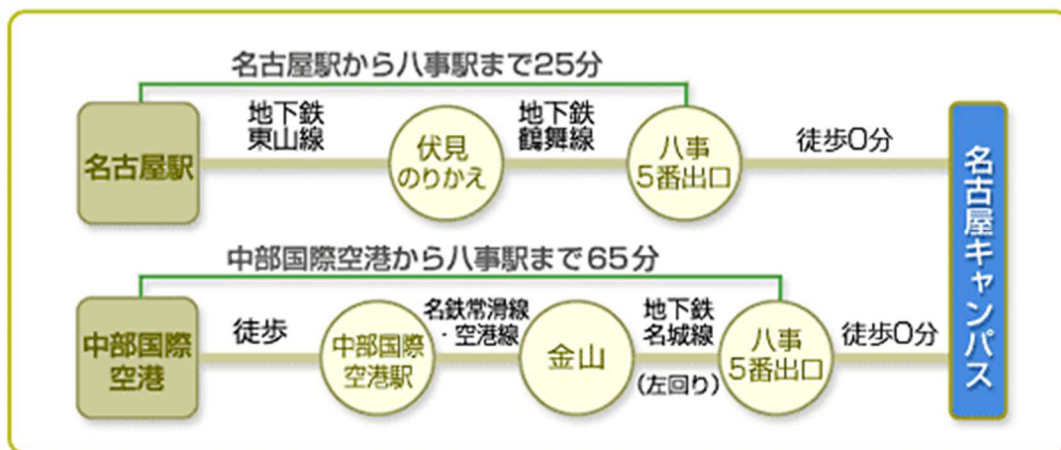 名古屋駅から八事駅まで25分
名古屋駅
地下鉄
東山線
伏見
のりかえ
地下鉄
鶴舞線
八事
5番出口
徒歩0分
名古屋キャンパス
中部国際空港から八事駅まで65分
中部国際
空港
徒歩
中部国際
空港駅
名鉄常滑線
・空港線
金山
地下鉄
名城線
(左回り)
八事
5番出口
徒歩0分